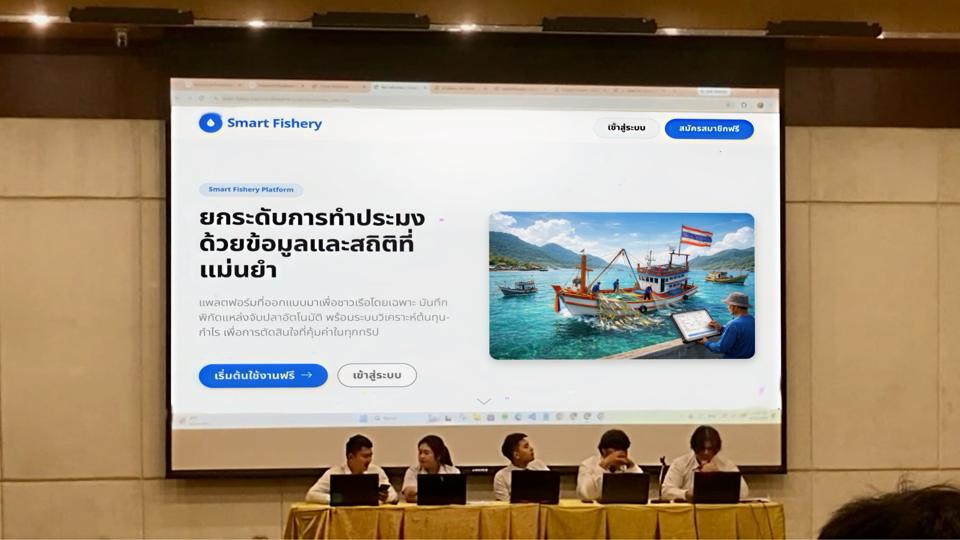 Smart Fishery
เข้าสู่ระบบ
สมัครสมาชิกฟรี
Smart Fishery Platform
ยกระดับการทำประมง
ด้วยข้อมูลและสถิติที่
แม่นยำ
แพลตฟอร์มที่ออกแบบมาเพื่อชาวเรือโดยเฉพาะ บันทึก
พิกัดแหล่งจับปลาอัตโนมัติ พร้อมระบบวิเคราะห์ต้นทุน-
กำไร เพื่อการตัดสินใจที่คุ้มค่าในทุกทริป
เริ่มต้นใช้งานฟรี →
เข้าสู่ระบบ